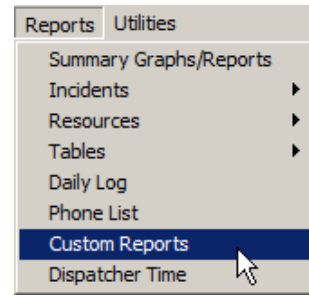 Reports Utilities
Summary Graphs/Reports
Incidents
Resources
Tables
Daily Log
Phone List
Custom Reports
Dispatcher Time